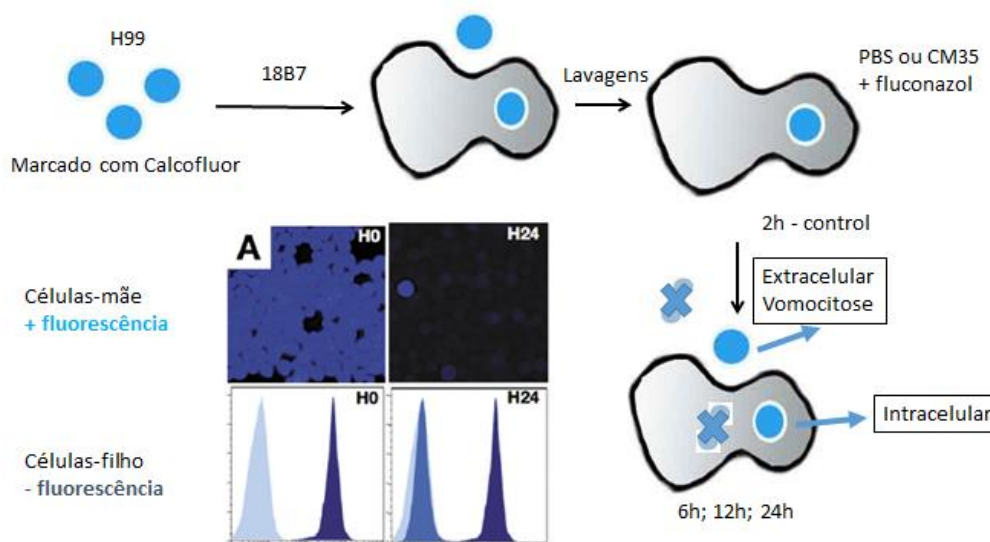 H99
Marcado com Calcofluor
18B7
Lavagens
PBS ou CM35
+ fluconazol
2h - control
Extracelular
Vomocitose
Intracelular
6h; 12h; 24h
Células-mãe
+ fluorescência
Células-filho
- fluorescência
A
H0
H24
H0
H24